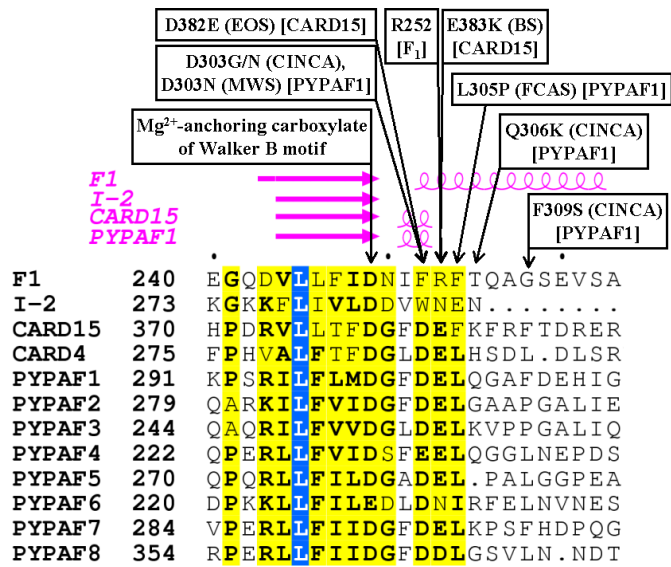 D382E (EOS) [CARD15]
R252
[F₁]
E383K (BS)
[CARD15]
D303G/N (CINCA),
D303N (MWS) [PYPAF1]
L305P (FCAS) [PYPAF1]
Mg²⁺-anchoring carboxylate
of Walker B motif
Q306K (CINCA)
[PYPAF1]
F309S (CINCA)
[PYPAF1]
F1
I-2
CARD15
PYPAF1
F1 240 EGQDVLLFIDNIFRFTQAGSEVSA
I-2 273 KGKKFLIVLDDVWNEN........
CARD15 370 HPDRVLLTFDGFDEFKFRFTDRER
CARD4 275 FPHVALFTFDGLDELHSDL.DLSR
PYPAF1 291 KPSRILFLMDGFDELQGAFDEHIG
PYPAF2 279 QARKILFVIDGFDELGAAPGALIE
PYPAF3 244 QAQRILFVVDGLDELKVPPGALIQ
PYPAF4 222 QPERLLFVIDSFEELQGGLNEPDS
PYPAF5 270 QPQRLLFILDGADEL.PALGGPEA
PYPAF6 220 DPKKLLFILEDLDNIRFELNVNES
PYPAF7 284 VPERLLFIIDGFDELKPSFHDPQG
PYPAF8 354 RPERLLFIIDGFDDLGSVLN.NDT